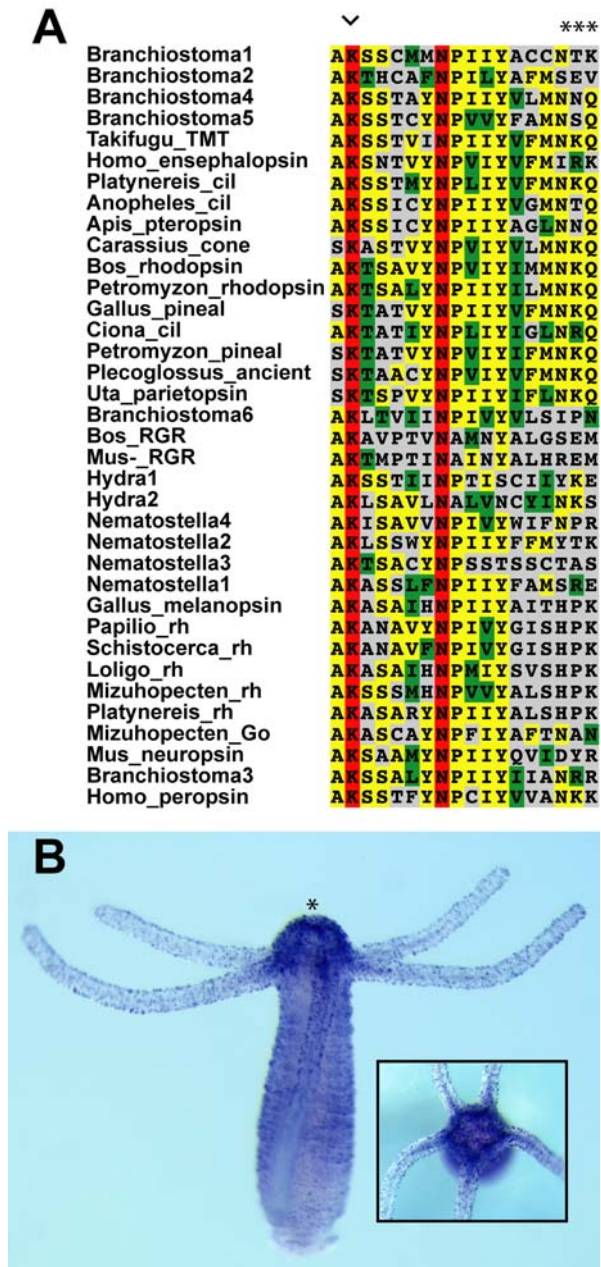 A ***
Branchiostoma1 AKSSCMMNPIIYACCNTK
Branchiostoma2 AKTHCAFNPILYAFMSEV
Branchiostoma4 AKSSTAYNPIIYVLMNNQ
Branchiostoma5 AKSSTCYNPVVYFAMNSQ
Takifugu_TMT AKSSTVINPIIYVFMNKQ
Homo_ensephalopsin AKSNTVYNPVIYVFMIRK
Platynereis_cil AKSSTMYNPLIYVFMNKQ
Anopheles_cil AKSSICYNPIIYVGMNTQ
Apis_pteropsin AKSSICYNPIIYAGLNNQ
Carassius_cone SKASTVYNPVIYVLMNKQ
Bos_rhodopsin AKTSAVYNPVIYIMMNKQ
Petromyzon_rhodopsin AKTSALYNPIIYILMNKQ
Gallus_pineal SKTATVYNPIIYVFMNKQ
Ciona_cil AKTATIYNPLIYIGLNRQ
Petromyzon_pineal SKTATVYNPVIYIFMNKQ
Plecoglossus_ancient SKTAACYNPVIYVFMNKQ
Uta_parietopsin SKTSPVYNPIIYIFLNKQ
Branchiostoma6 AKLTVIINPIVYVLSIPN
Bos_RGR AKAVPTVNAMNYALGSEM
Mus-_RGR AKTMPTINAINYALHREM
Hydra1 AKSSTIINPTISCIIYKE
Hydra2 AKLSAVLNALVNCYINKS
Nematostella4 AKISAVVNPIVYWIFNPR
Nematostella2 AKLSSWYNPIIYFFMYTK
Nematostella3 AKTSACYNPSSTSSCTAS
Nematostella1 AKASSLFNPIIYFAMSRE
Gallus_melanopsin AKASAIHNPIIYAITHPK
Papilio_rh AKANAVYNPIVYGISHPK
Schistocerca_rh AKANAVFNPIVYGISHPK
Loligo_rh AKASAIHNPMIYSVSHPK
Mizuhopecten_rh AKSSSMHNPVVYALSHPK
Platynereis_rh AKASARYNPIIYALSHPK
Mizuhopecten_Go AKASCAYNPFIYAFTNAN
Mus_neuropsin AKSAAMYNPIIYQVIDYR
Branchiostoma3 AKSSALYNPIIYIIANRR
Homo_peropsin AKSSTFYNPCIYVVANKK
B
*